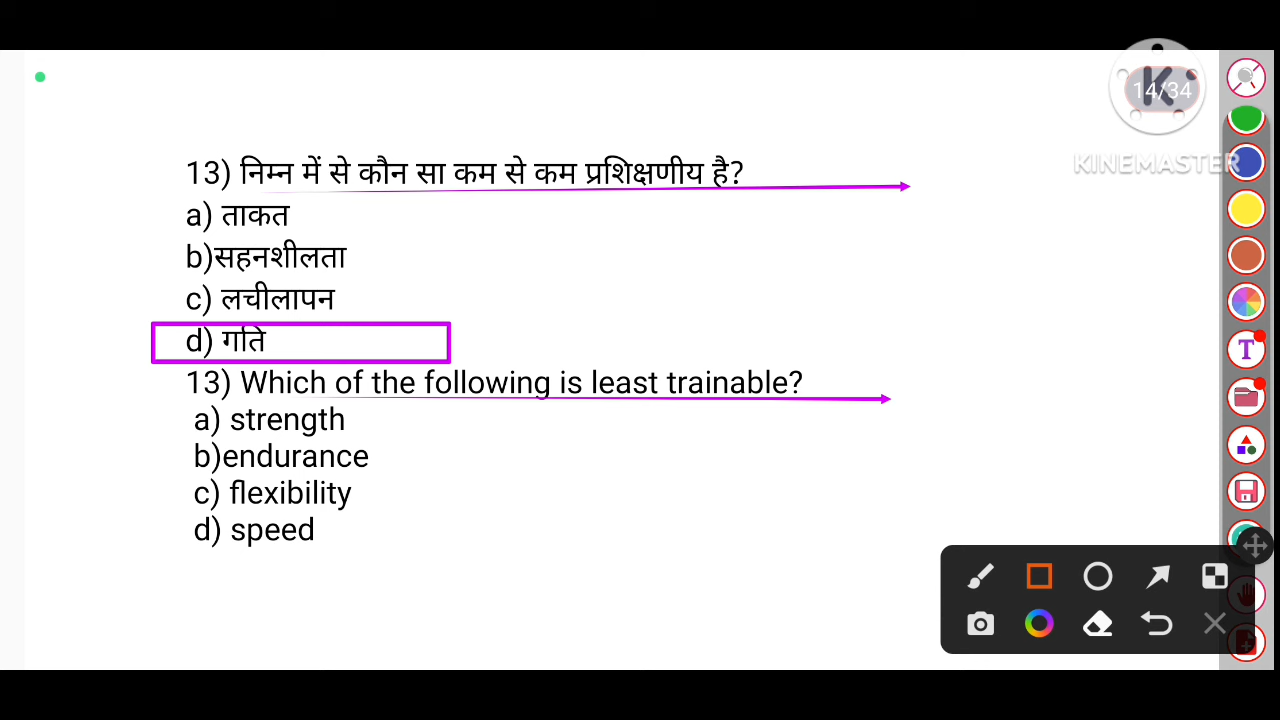 14/34
KINEMASTER
13) निम्न में से कौन सा कम से कम प्रशिक्षणीय है?
a) ताकत
b)सहनशीलता
c) लचीलापन
d) गति
13) Which of the following is least trainable?
a) strength
b)endurance
c) flexibility
d) speed
T